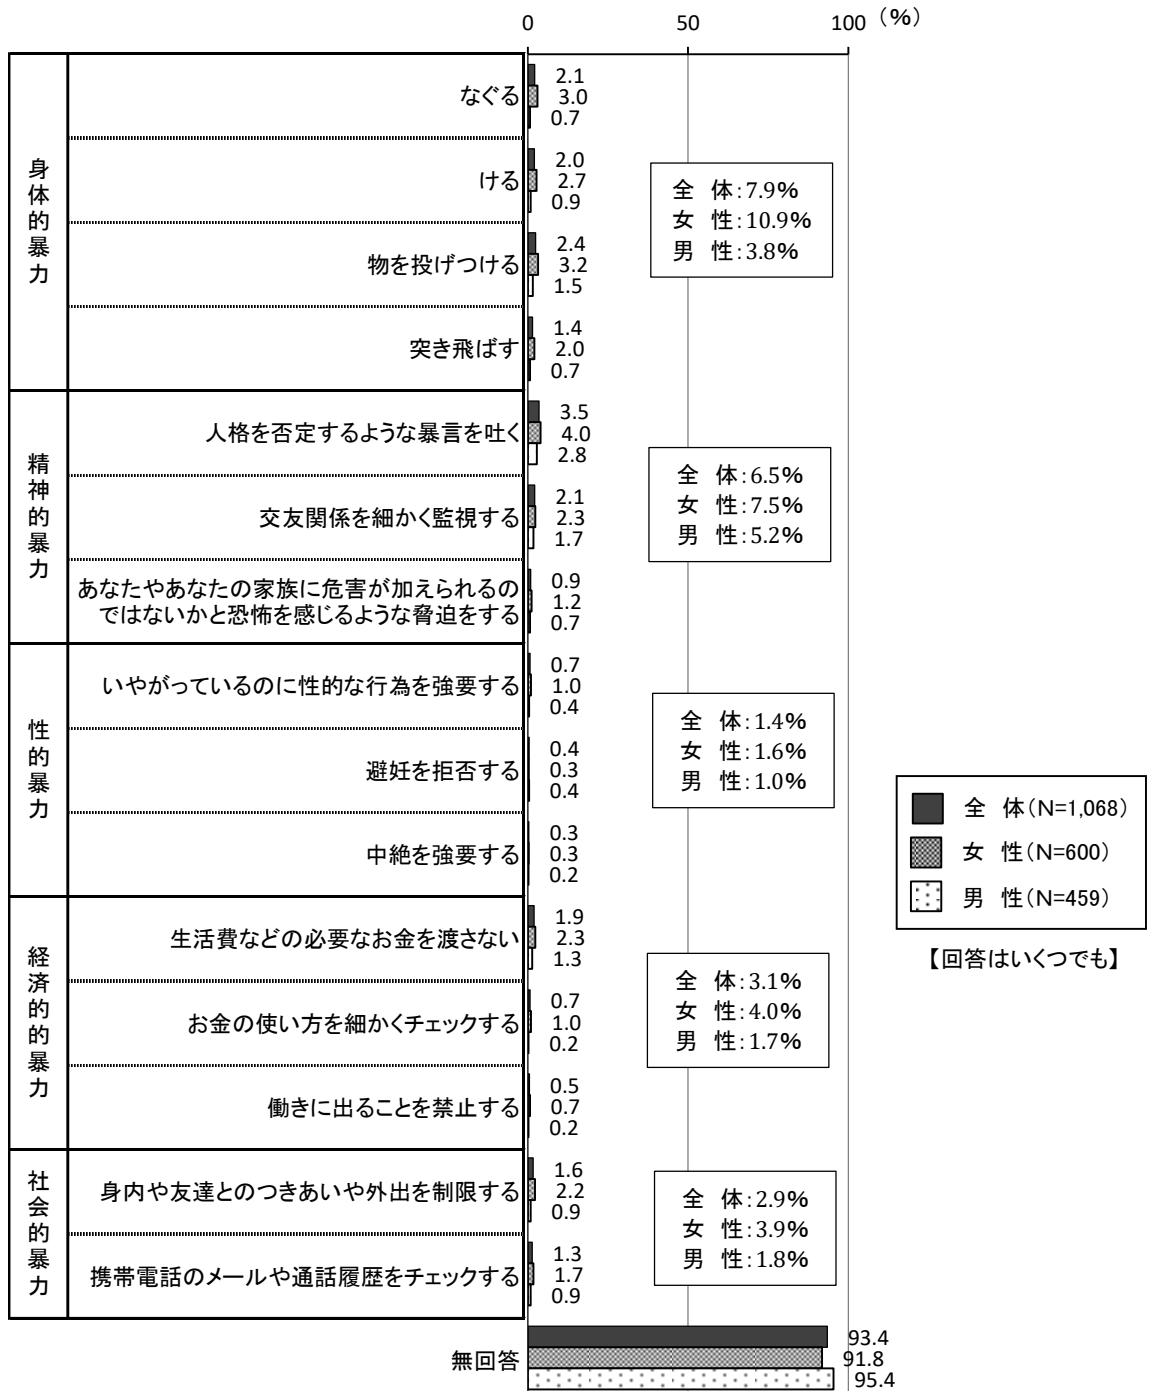 0 50 100 (%)
身体的暴力
なぐる
2.1
3.0
0.7
ける
2.0
2.7
0.9
物を投げつける
2.4
3.2
1.5
突き飛ばす
1.4
2.0
0.7
全 体:7.9%
女 性:10.9%
男 性:3.8%
精神的暴力
人格を否定するような暴言を吐く
3.5
4.0
2.8
交友関係を細かく監視する
2.1
2.3
1.7
あなたやあなたの家族に危害が加えられるの
ではないかと恐怖を感じるような脅迫をする
0.9
1.2
0.7
全 体:6.5%
女 性:7.5%
男 性:5.2%
性的暴力
いやがっているのに性的な行為を強要する
0.7
1.0
0.4
避妊を拒否する
0.4
0.3
0.4
中絶を強要する
0.3
0.3
0.2
全 体:1.4%
女 性:1.6%
男 性:1.0%
経済的的暴力
生活費などの必要なお金を渡さない
1.9
2.3
1.3
お金の使い方を細かくチェックする
0.7
1.0
0.2
働きに出ることを禁止する
0.5
0.7
0.2
全 体:3.1%
女 性:4.0%
男 性:1.7%
社会的暴力
身内や友達とのつきあいや外出を制限する
1.6
2.2
0.9
携帯電話のメールや通話履歴をチェックする
1.3
1.7
0.9
全 体:2.9%
女 性:3.9%
男 性:1.8%
無回答
93.4
91.8
95.4
全 体(N=1,068)
女 性(N=600)
男 性(N=459)
【回答はいくつでも】